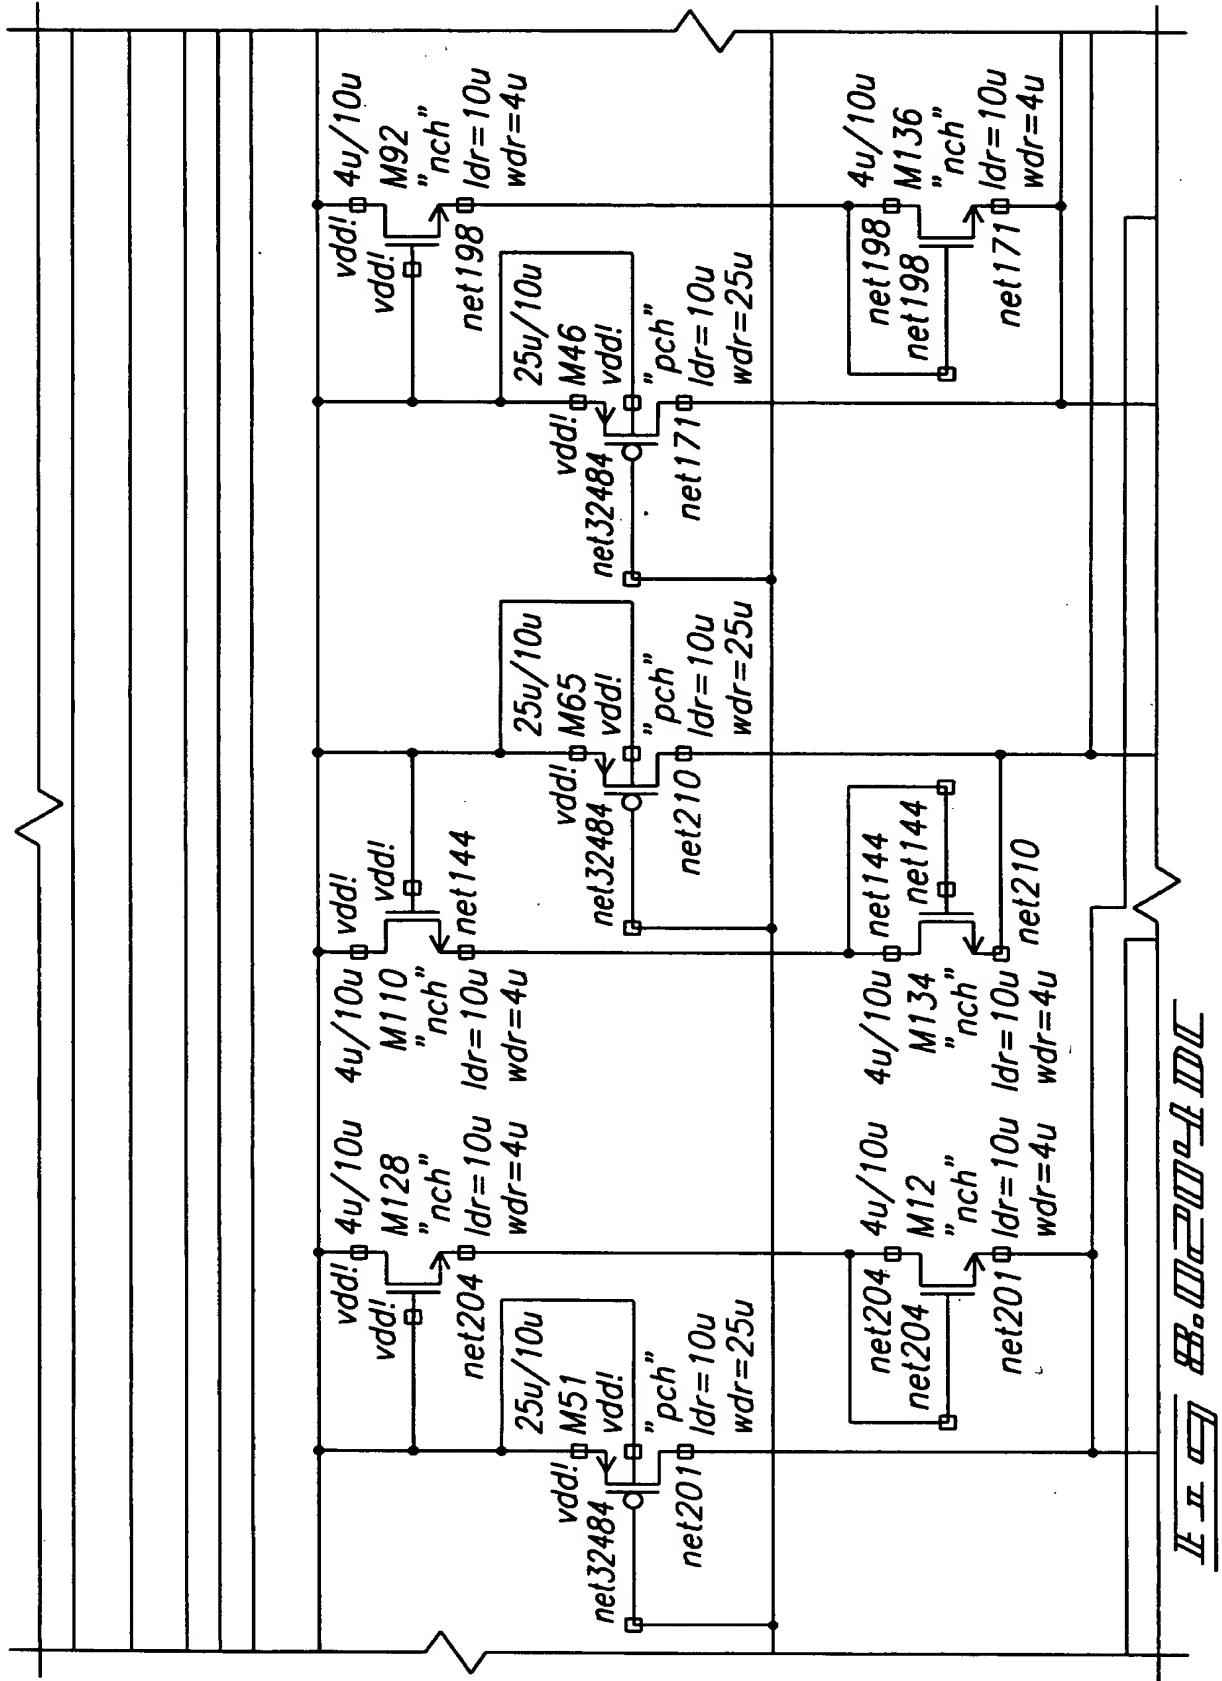 vdd!
vdd!
4u/10u
M128
"nch"
net204
ldr=10u
wdr=4u
vdd!
vdd!
4u/10u
M110
"nch"
net144
ldr=10u
wdr=4u
vdd!
vdd!
4u/10u
M92
"nch"
net198
ldr=10u
wdr=4u
25u/10u
vdd!
M51
net32484
vdd!
"pch"
net201
ldr=10u
wdr=25u
25u/10u
vdd!
M65
net32484
vdd!
"pch"
net210
ldr=10u
wdr=25u
25u/10u
vdd!
M46
net32484
vdd!
"pch"
net171
ldr=10u
wdr=25u
net204
net204
4u/10u
M12
"nch"
net201
ldr=10u
wdr=4u
net144
net144
4u/10u
M134
"nch"
net210
ldr=10u
wdr=4u
net198
net198
4u/10u
M136
"nch"
net171
ldr=10u
wdr=4u
FIg 8.0204DC